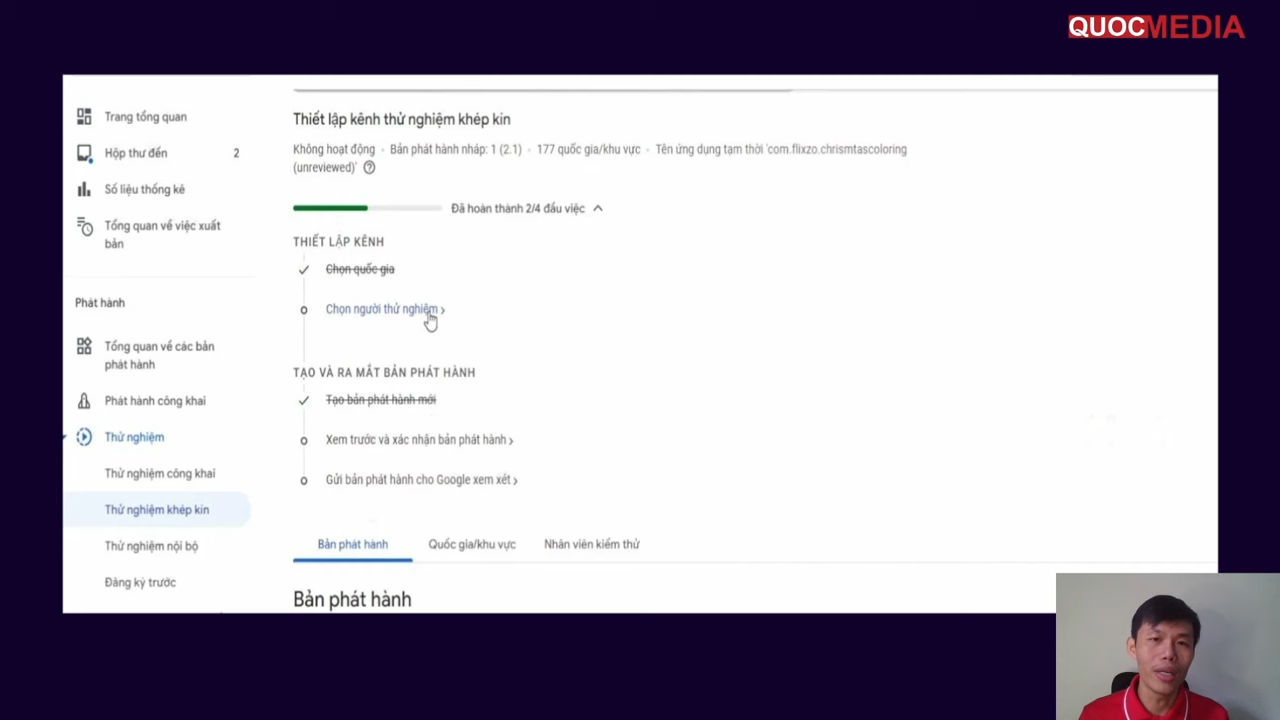 QUOCMEDIA
Trang tổng quan
Hộp thư đến 2
Số liệu thống kê
Tổng quan về việc xuất
bản
Phát hành
Tổng quan về các bản
phát hành
Phát hành công khai
Thử nghiệm
Thử nghiệm công khai
Thử nghiệm khép kín
Thử nghiệm nội bộ
Đăng ký trước
Thiết lập kênh thử nghiệm khép kín
Không hoạt động • Bản phát hành nháp: 1 (2.1) • 177 quốc gia/khu vực • Tên ứng dụng tạm thời 'com.flixzo.chrismtascoloring
(unreviewed)'
Đã hoàn thành 2/4 đầu việc
THIẾT LẬP KÊNH
Chọn quốc gia
Chọn người thử nghiệm
TẠO VÀ RA MẮT BẢN PHÁT HÀNH
Tạo bản phát hành mới
Xem trước và xác nhận bản phát hành
Gửi bản phát hành cho Google xem xét
Bản phát hành Quốc gia/khu vực Nhân viên kiểm thử
Bản phát hành